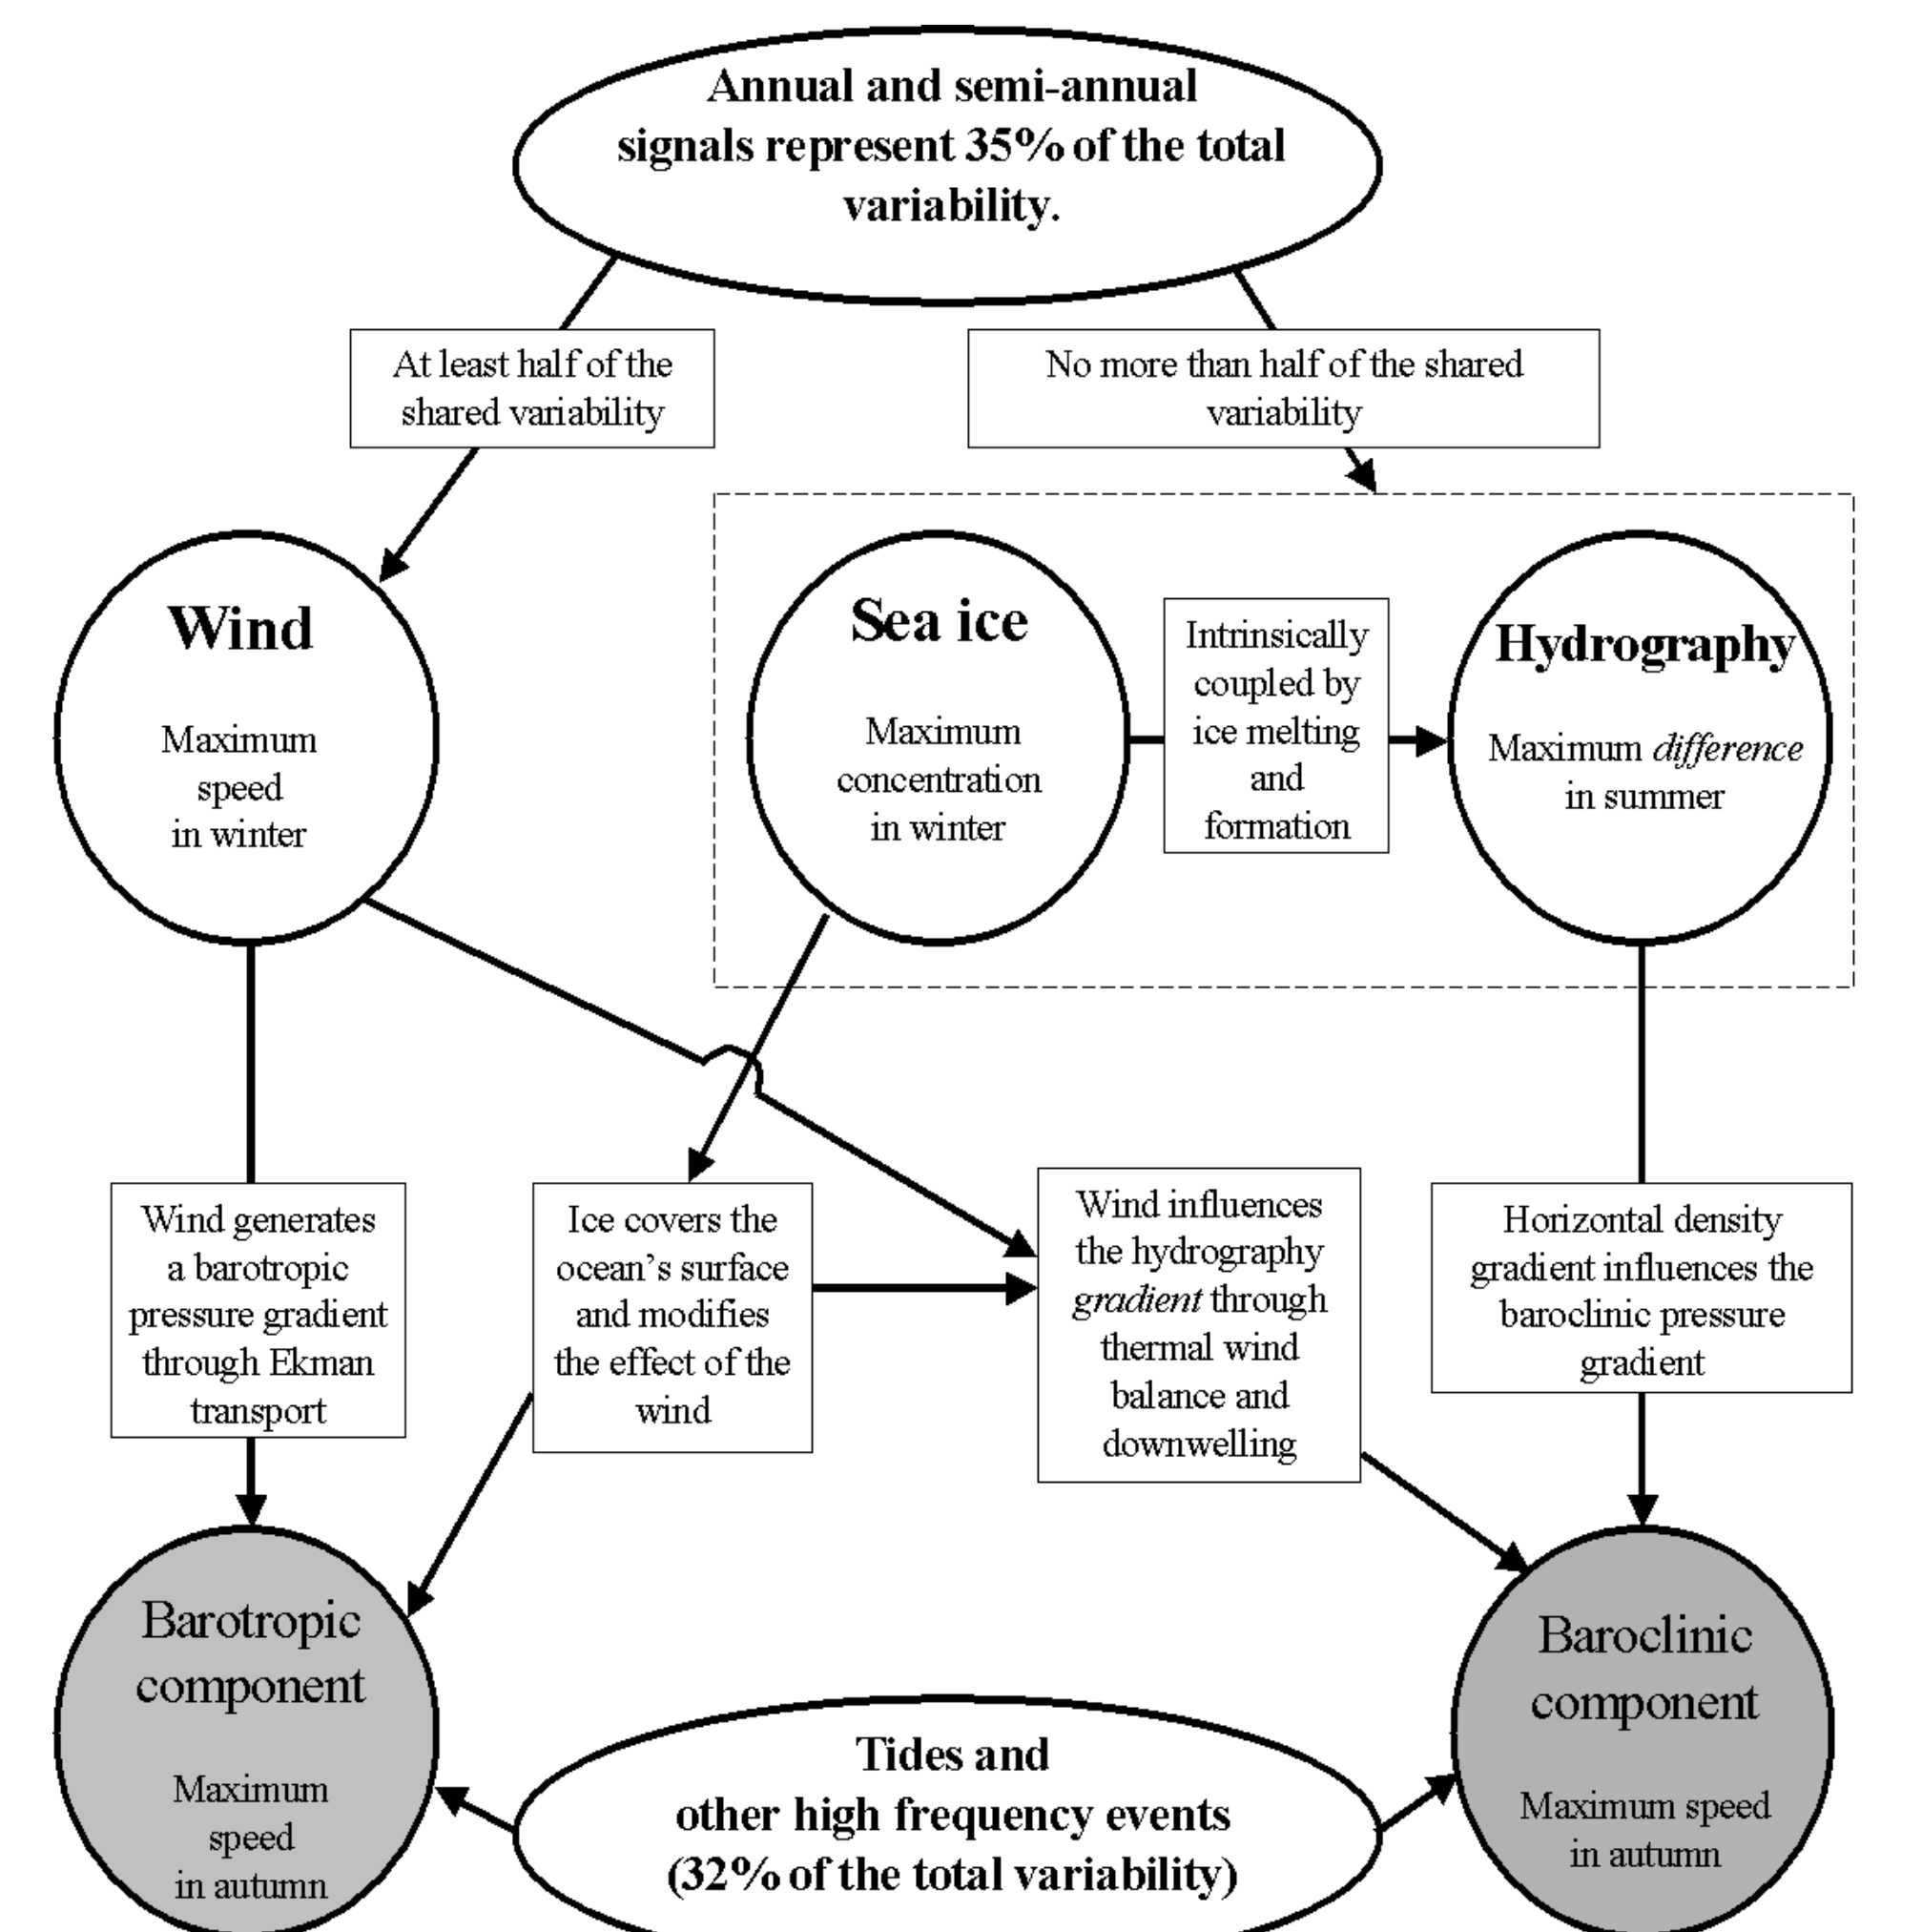 Annual and semi-annual
signals represent 35% of the total
variability.
At least half of the
shared variability
No more than half of the shared
variability
Wind
Maximum
speed
in winter
Sea ice
Maximum
concentration
in winter
Intrinsically
coupled by
ice melting
and
formation
Hydrography
Maximum difference
in summer
Wind generates
a barotropic
pressure gradient
through Ekman
transport
Ice covers the
ocean’s surface
and modifies
the effect of the
wind
Wind influences
the hydrography
gradient through
thermal wind
balance and
downwelling
Horizontal density
gradient influences the
baroclinic pressure
gradient
Barotropic
component
Maximum
speed
in autumn
Tides and
other high frequency events
(32% of the total variability)
Baroclinic
component
Maximum speed
in autumn